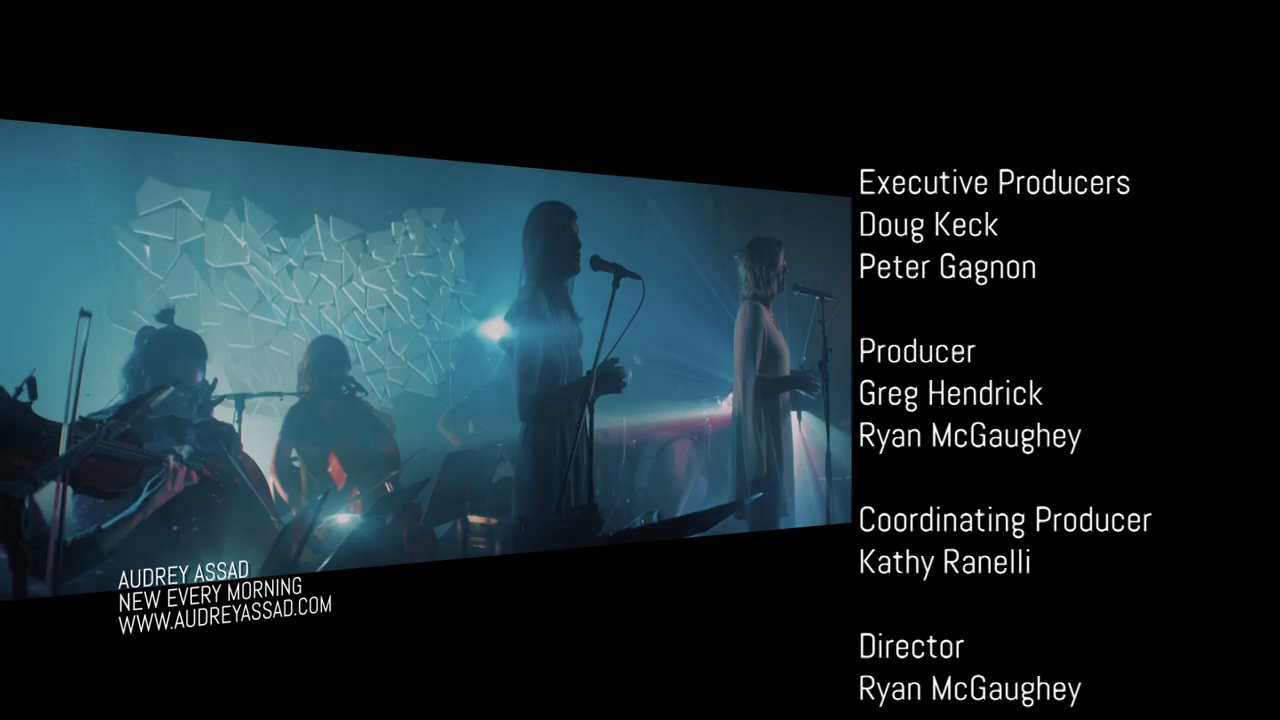 Executive Producers
Doug Keck
Peter Gagnon
Producer
Greg Hendrick
Ryan McGaughey
Coordinating Producer
Kathy Ranelli
Director
Ryan McGaughey
AUDREY ASSAD
NEW EVERY MORNING
WWW.AUDREYASSAD.COM